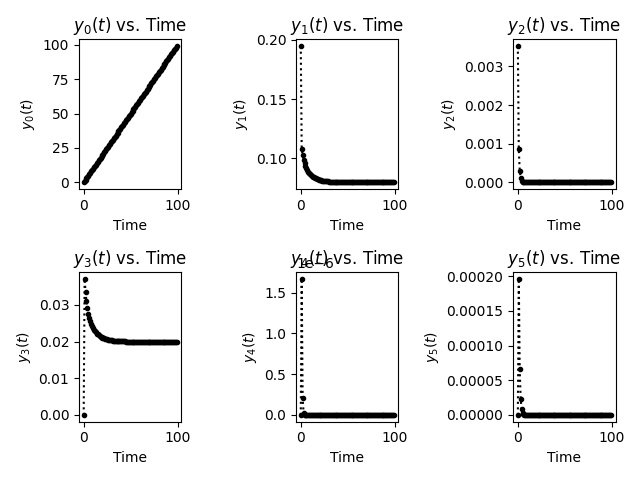 y₀(t) vs. Time
y₁(t) vs. Time
y₂(t) vs. Time
100
75
50
25
0
y₀(t)
0
100
Time
0.20
0.15
0.10
y₁(t)
0
100
Time
0.003
0.002
0.001
0.000
y₂(t)
0
100
Time
y₃(t) vs. Time
y₄(t) vs. Time
y₅(t) vs. Time
0.03
0.02
0.01
0.00
y₃(t)
0
100
Time
1e−6
1.5
1.0
0.5
0.0
y₄(t)
0
100
Time
0.00020
0.00015
0.00010
0.00005
0.00000
y₅(t)
0
100
Time